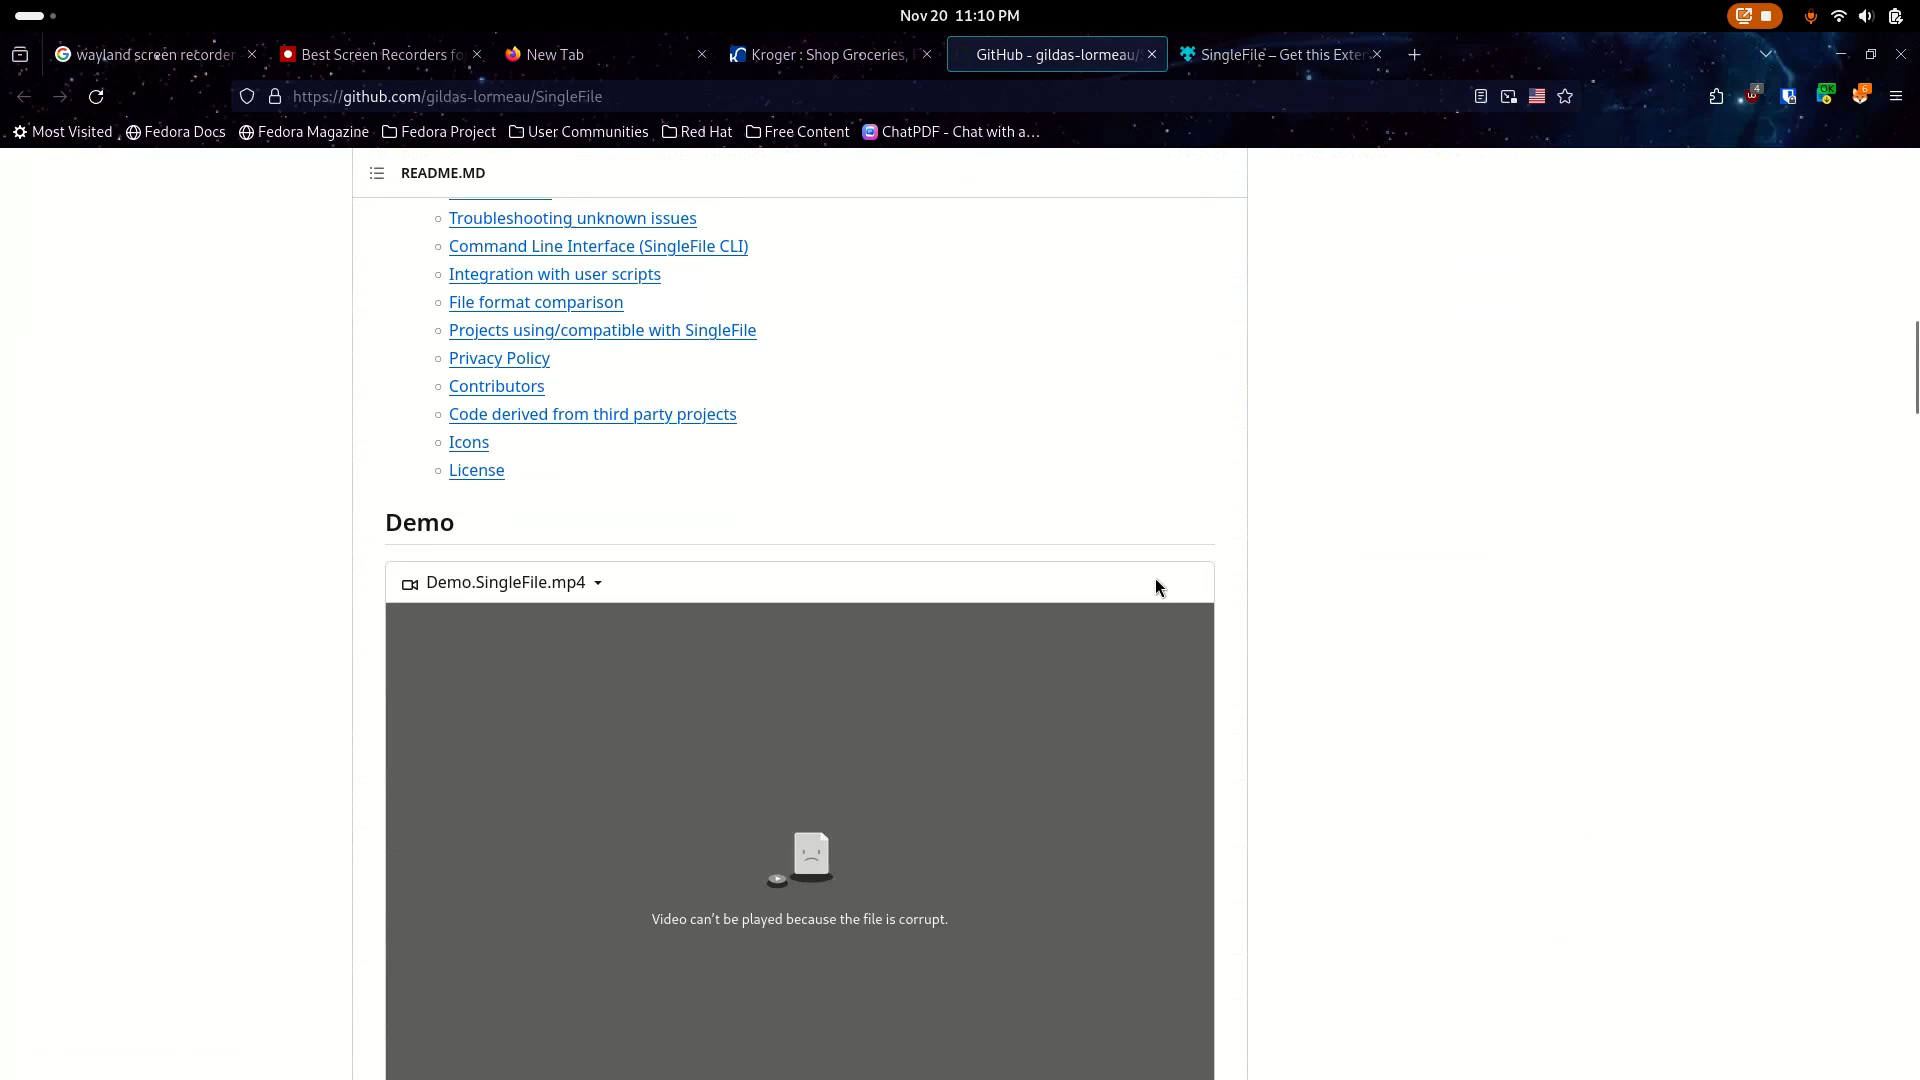 Nov 20 11:10 PM
wayland screen recorder
Best Screen Recorders fo
New Tab
Kroger : Shop Groceries,
GitHub - gildas-lormeau/
SingleFile – Get this Exten
https://github.com/gildas-lormeau/SingleFile
4
OK
6
Most Visited
Fedora Docs
Fedora Magazine
Fedora Project
User Communities
Red Hat
Free Content
ChatPDF - Chat with a…
README.MD
Troubleshooting unknown issues
Command Line Interface (SingleFile CLI)
Integration with user scripts
File format comparison
Projects using/compatible with SingleFile
Privacy Policy
Contributors
Code derived from third party projects
Icons
License
Demo
Demo.SingleFile.mp4
Video can't be played because the file is corrupt.